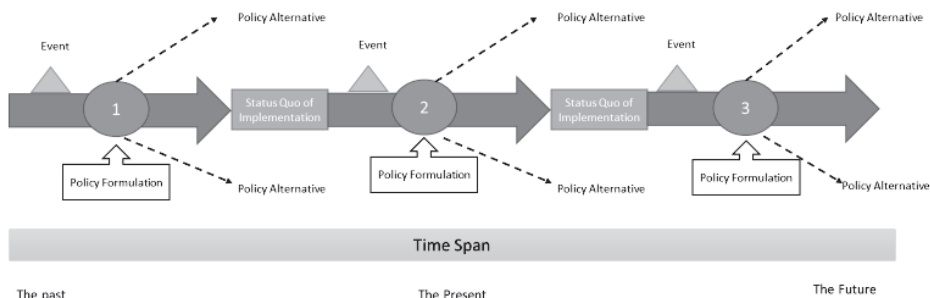 Policy Alternative
Policy Alternative
Policy Alternative
Event
Event
Event
1
Status Quo of
Implementation
2
Status Quo of
Implementation
3
Policy Formulation
Policy Alternative
Policy Formulation
Policy Alternative
Policy Formulation
Policy Alternative
Time Span
The past
The Present
The Future